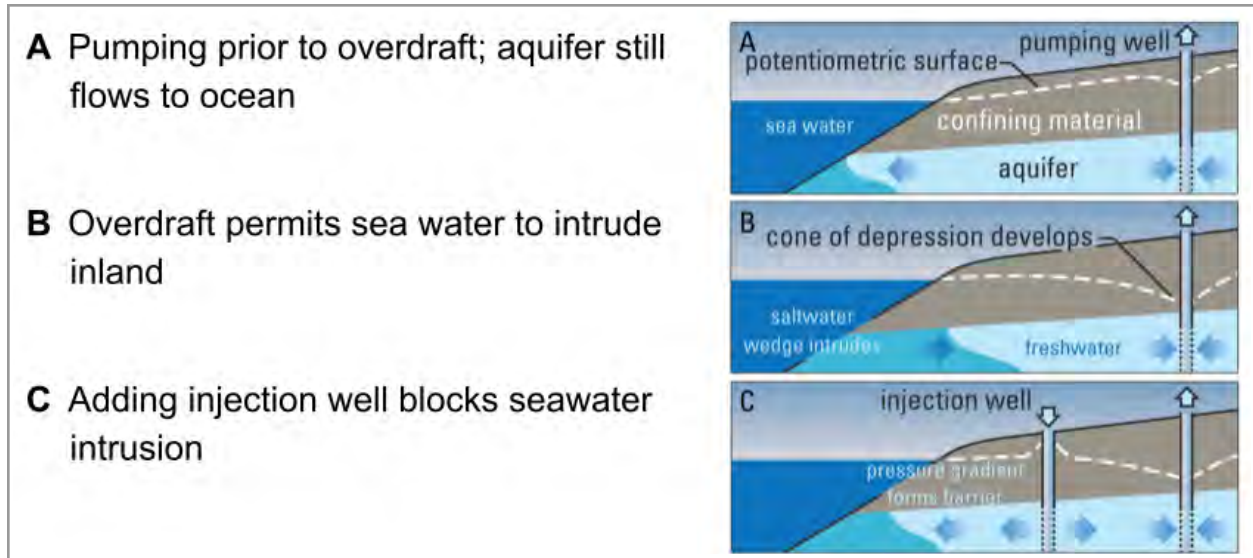 A Pumping prior to overdraft; aquifer still
flows to ocean
A
pumping well
potentiometric surface
sea water
confining material
aquifer
B Overdraft permits sea water to intrude
inland
B
cone of depression develops
saltwater
wedge intrudes
freshwater
C Adding injection well blocks seawater
intrusion
C
injection well
pressure gradient
forms barrier